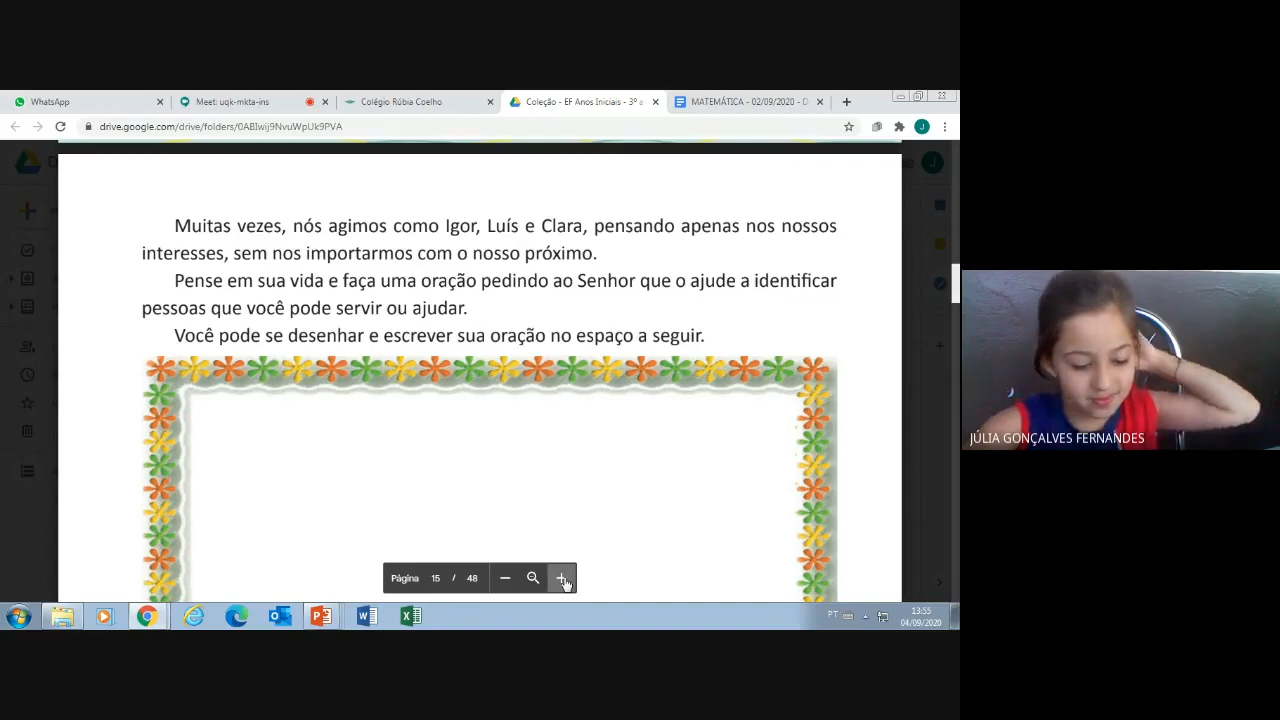 WhatsApp
Meet: uqk-mkta-ins
Colégio Rúbia Coelho
Coleção - EF Anos Iniciais - 3º a
MATEMÁTICA - 02/09/2020 - D
drive.google.com/drive/folders/0ABIwij9NvuWpUk9PVA
J
D
J
Muitas vezes, nós agimos como Igor, Luís e Clara, pensando apenas nos nossos
interesses, sem nos importarmos com o nosso próximo.
Pense em sua vida e faça uma oração pedindo ao Senhor que o ajude a identificar
pessoas que você pode servir ou ajudar.
Você pode se desenhar e escrever sua oração no espaço a seguir.
JÚLIA GONÇALVES FERNANDES
Página 15 / 48
PT
13:55
04/09/2020